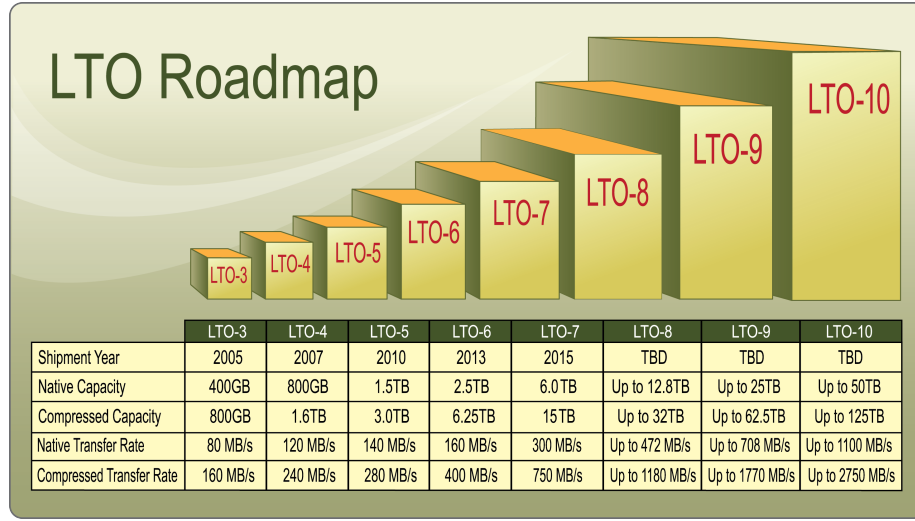 LTO Roadmap
LTO-3
LTO-4
LTO-5
LTO-6
LTO-7
LTO-8
LTO-9
LTO-10
LTO-3 LTO-4 LTO-5 LTO-6 LTO-7 LTO-8 LTO-9 LTO-10
Shipment Year 2005 2007 2010 2013 2015 TBD TBD TBD
Native Capacity 400GB 800GB 1.5TB 2.5TB 6.0TB Up to 12.8TB Up to 25TB Up to 50TB
Compressed Capacity 800GB 1.6TB 3.0TB 6.25TB 15TB Up to 32TB Up to 62.5TB Up to 125TB
Native Transfer Rate 80 MB/s 120 MB/s 140 MB/s 160 MB/s 300 MB/s Up to 472 MB/s Up to 708 MB/s Up to 1100 MB/s
Compressed Transfer Rate 160 MB/s 240 MB/s 280 MB/s 400 MB/s 750 MB/s Up to 1180 MB/s Up to 1770 MB/s Up to 2750 MB/s